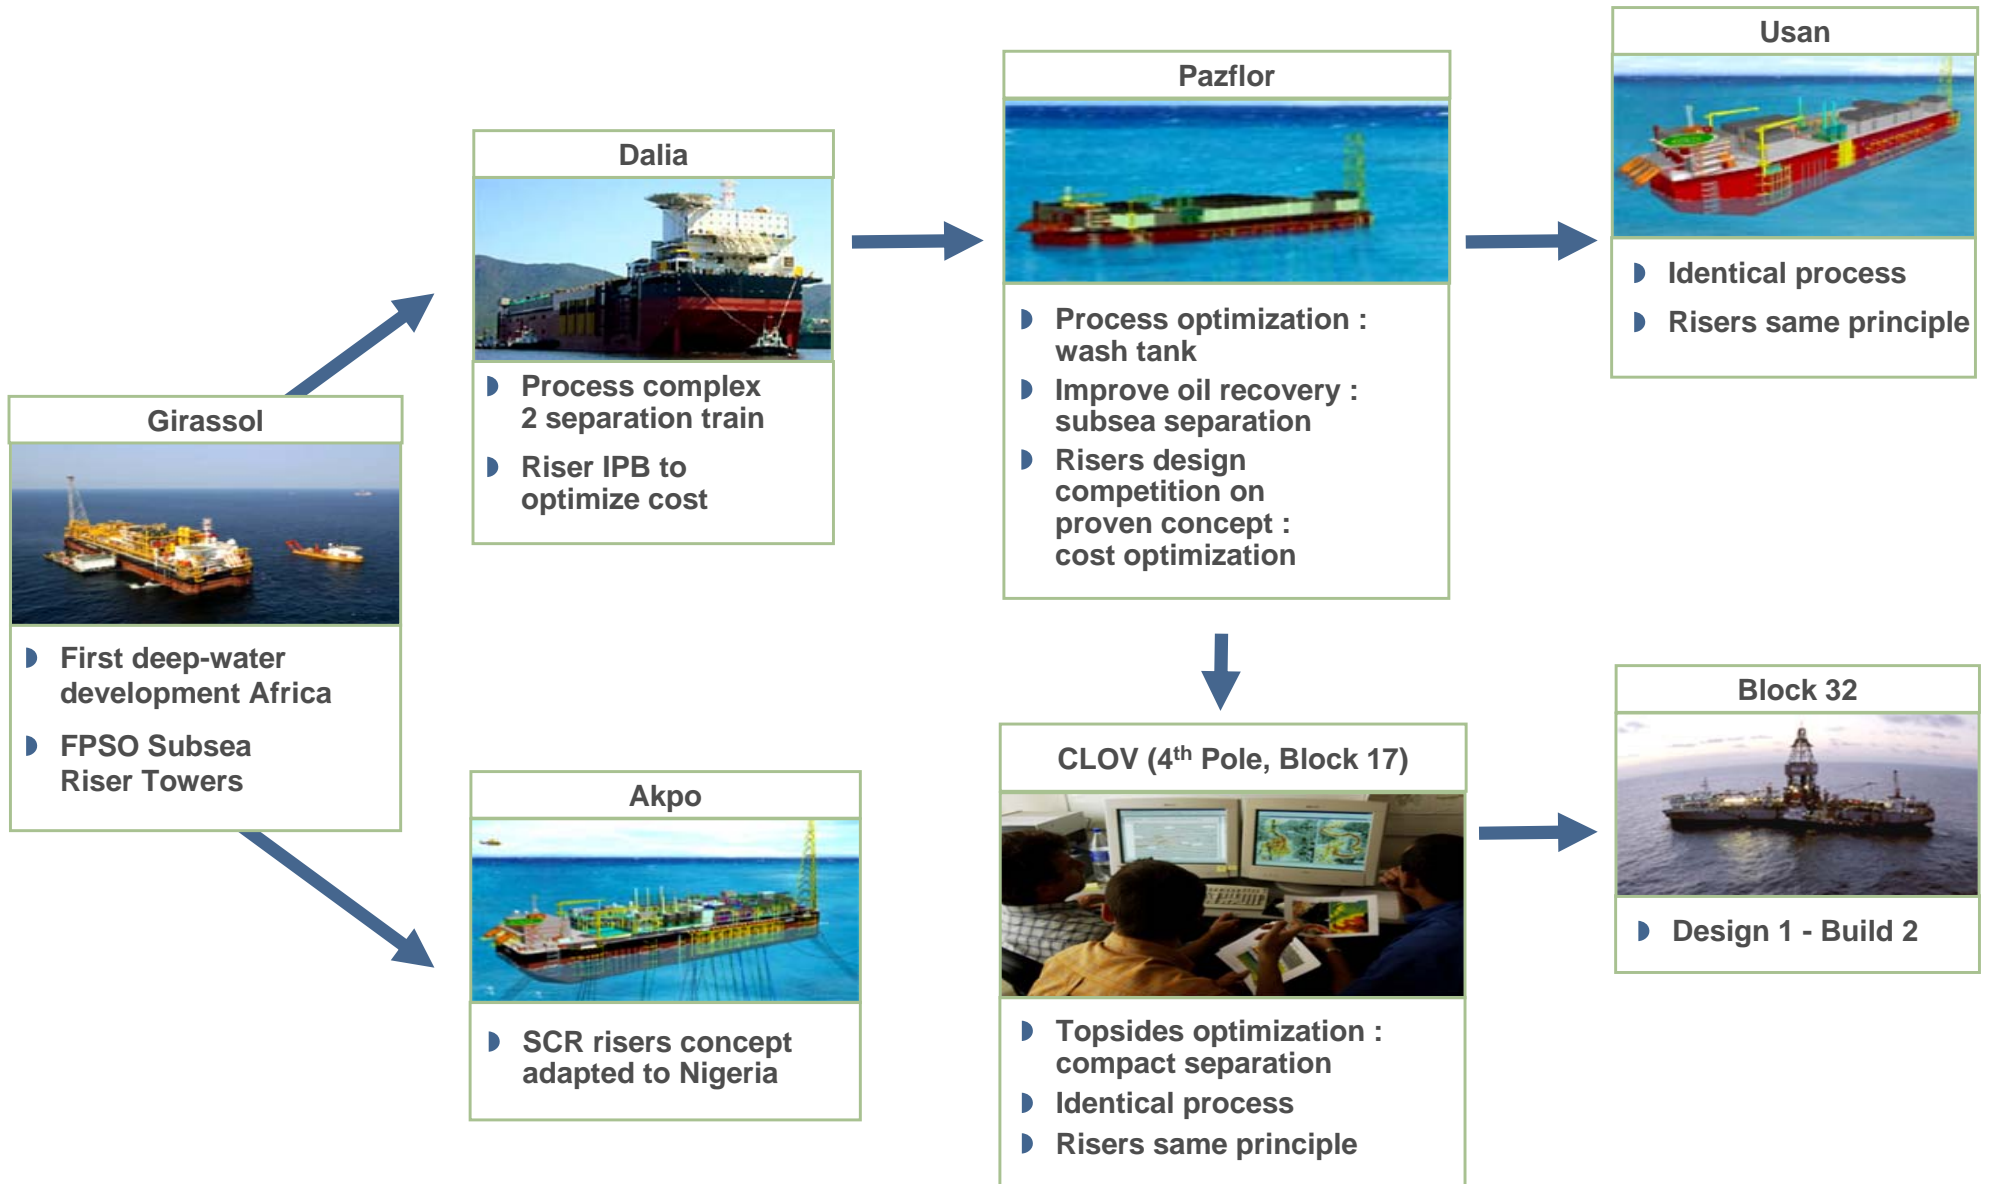 Girassol
First deep-water
development Africa
FPSO Subsea
Riser Towers
Dalia
Process complex
2 separation train
Riser IPB to
optimize cost
Akpo
SCR risers concept
adapted to Nigeria
Pazflor
Process optimization :
wash tank
Improve oil recovery :
subsea separation
Risers design
competition on
proven concept :
cost optimization
CLOV (4th Pole, Block 17)
Topsides optimization :
compact separation
Identical process
Risers same principle
Usan
Identical process
Risers same principle
Block 32
Design 1 - Build 2